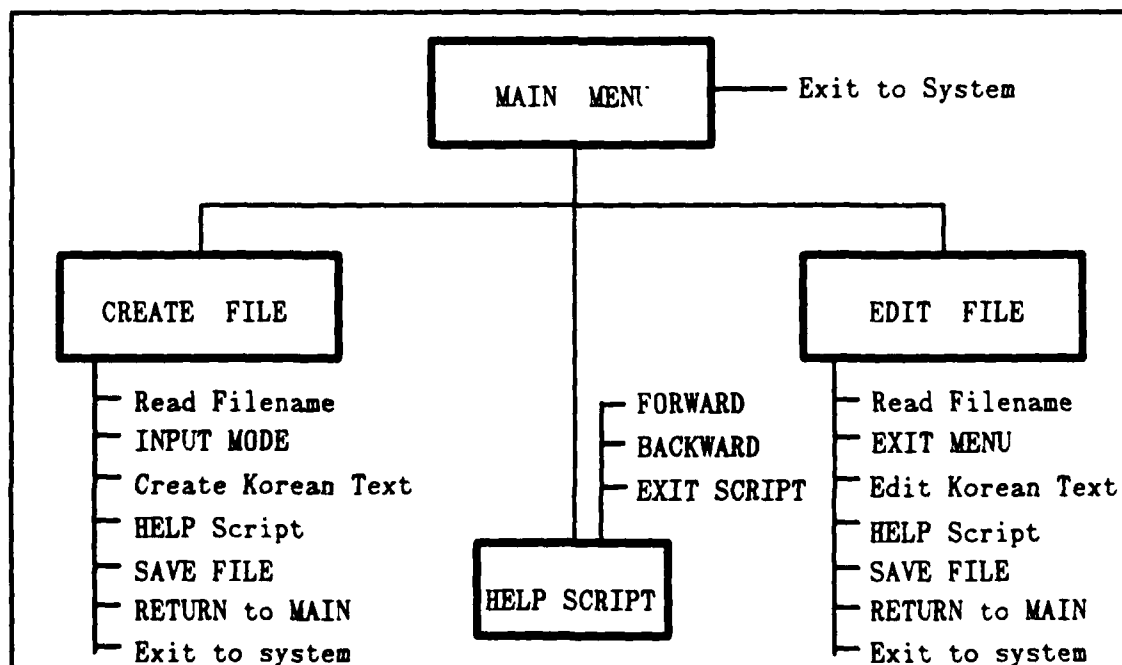 MAIN MENU
Exit to System
CREATE FILE
Read Filename
INPUT MODE
Create Korean Text
HELP Script
SAVE FILE
RETURN to MAIN
Exit to system
FORWARD
BACKWARD
EXIT SCRIPT
HELP SCRIPT
EDIT FILE
Read Filename
EXIT MENU
Edit Korean Text
HELP Script
SAVE FILE
RETURN to MAIN
Exit to system